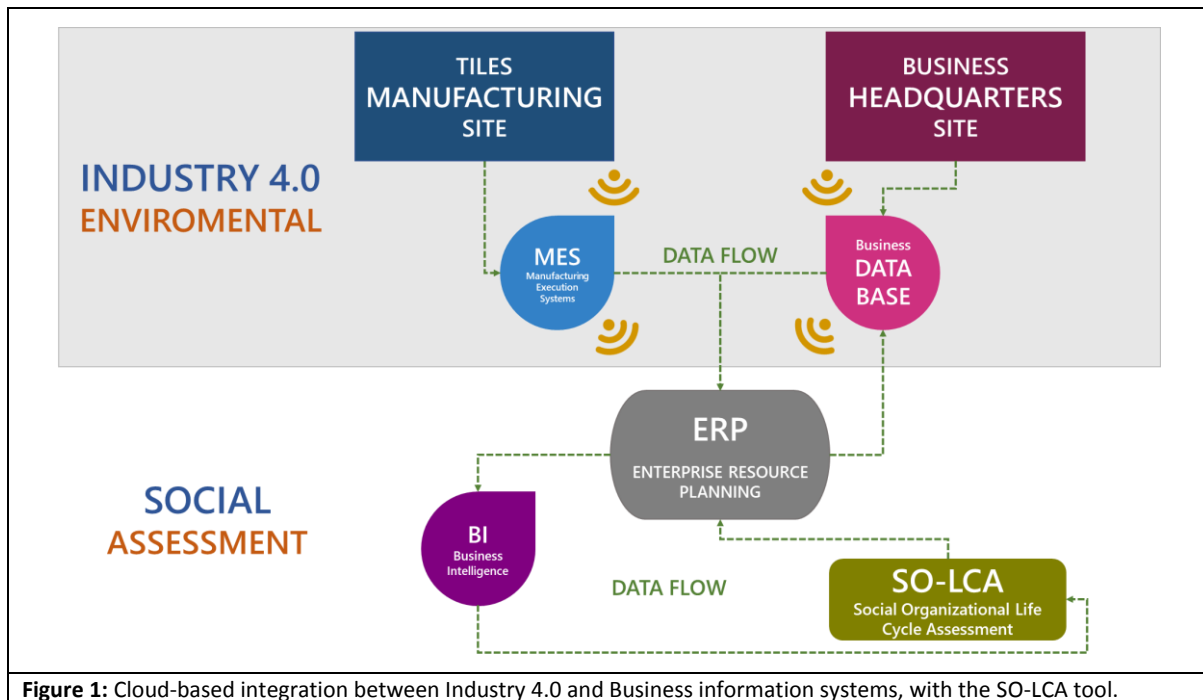 TILES
MANUFACTURING
SITE
BUSINESS
HEADQUARTERS
SITE
INDUSTRY 4.0
ENVIROMENTAL
MES
Manufacturing
Execution
Systems
DATA FLOW
Business
DATA
BASE
ERP
ENTERPRISE RESOURCE
PLANNING
SOCIAL
ASSESSMENT
BI
Business
Intelligence
DATA FLOW
SO-LCA
Social Organizational Life
Cycle Assessment
Figure 1: Cloud-based integration between Industry 4.0 and Business information systems, with the SO-LCA tool.